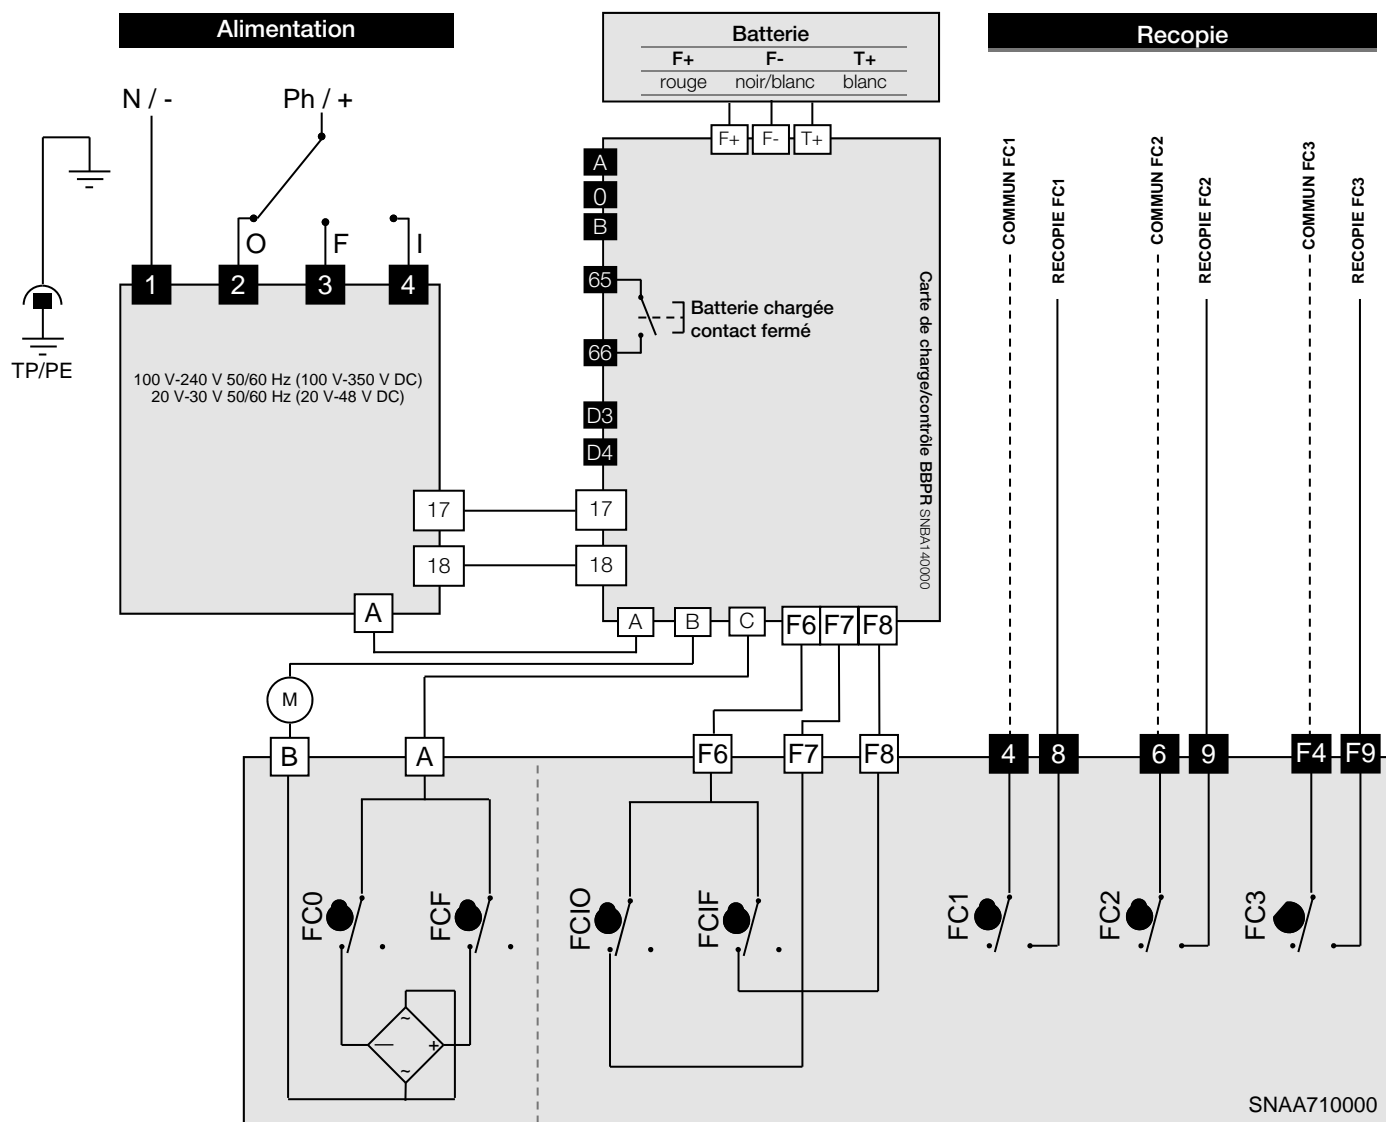 Alimentation
Batterie
F+ F- T+
rouge noir/blanc blanc
Recopie
N / -
Ph / +
F+ F- T+
A
0
B
O
F
I
1
2
3
4
TP/PE
65
66
Batterie chargée
contact fermé
D3
D4
100 V-240 V 50/60 Hz (100 V-350 V DC)
20 V-30 V 50/60 Hz (20 V-48 V DC)
Carte de charge/contrôle BBPR SNBA140000
17
17
18
18
A
A
B
C
F6
F7
F8
COMMUN FC1
RECOPIE FC1
COMMUN FC2
RECOPIE FC2
COMMUN FC3
RECOPIE FC3
M
B
A
F6
F7
F8
4
8
6
9
F4
F9
FC0
FCF
FCIO
FCIF
FC1
FC2
FC3
~
— +
~
SNAA710000